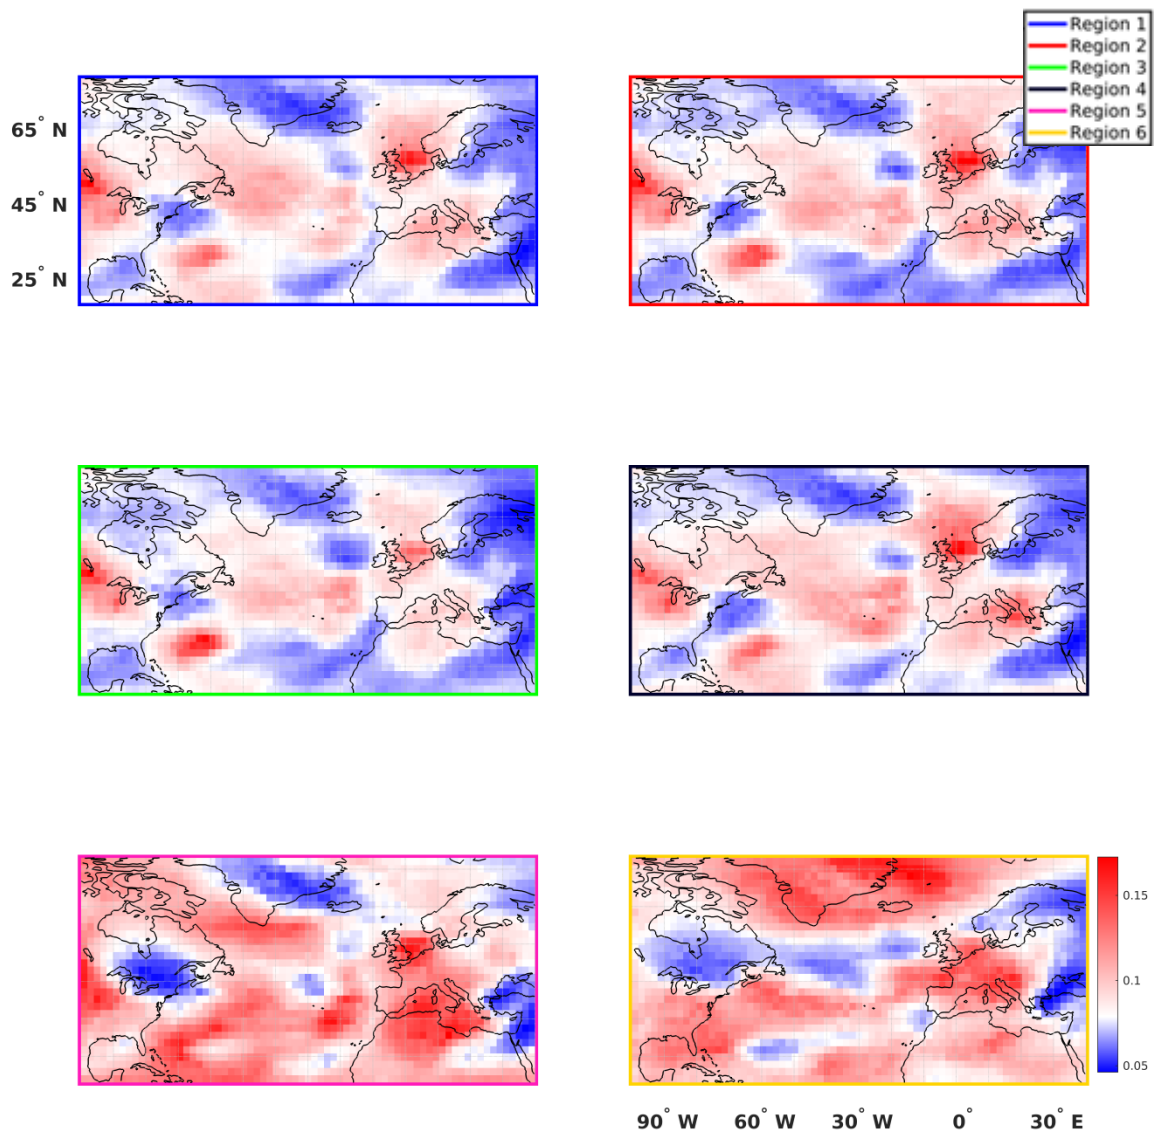 Region 1
Region 2
Region 3
Region 4
Region 5
Region 6
65° N
45° N
25° N
0.15
0.1
0.05
90° W 60° W 30° W 0° 30° E